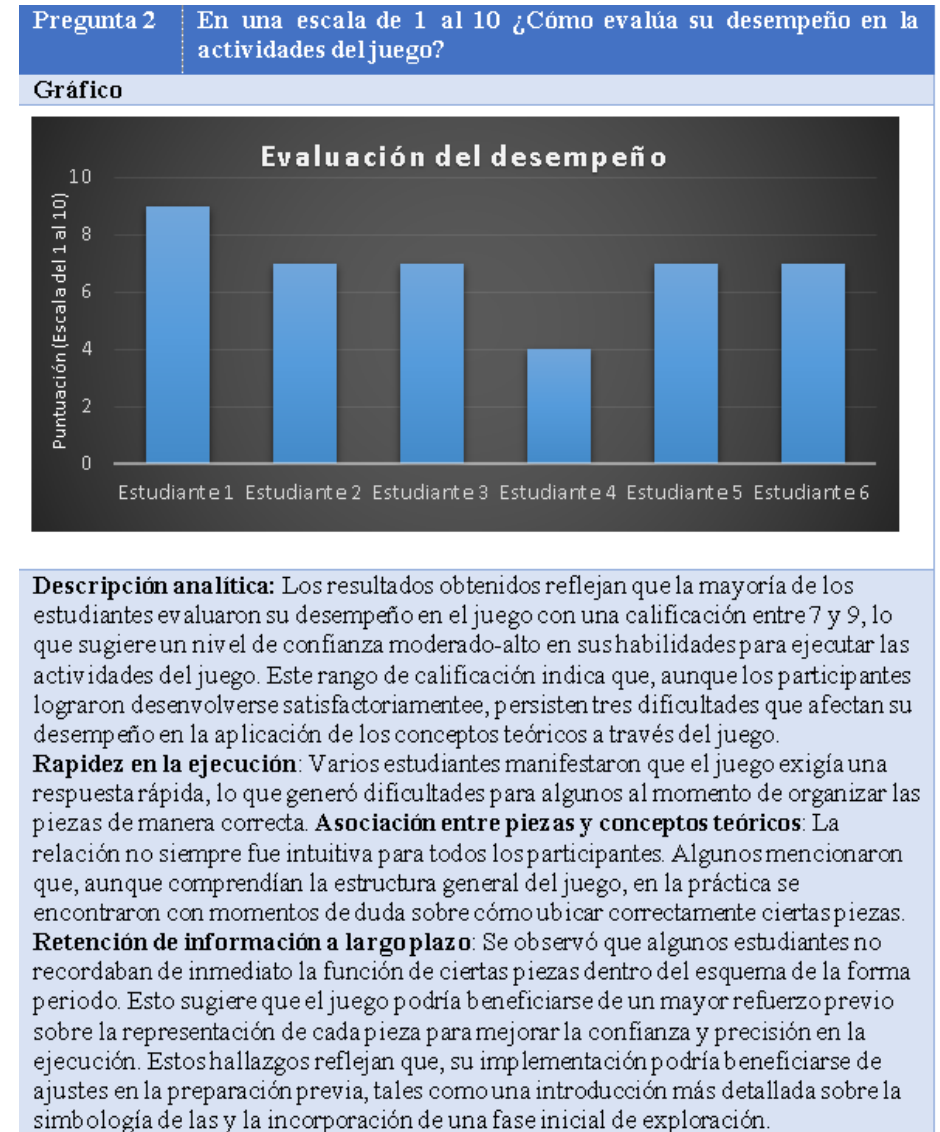 Pregunta 2
En una escala de 1 al 10 ¿Cómo evalúa su desempeño en la
actividades del juego?
Gráfico
Evaluación del desempeño
Puntuación (Escala del 1 al 10)
10
8
6
4
2
0
Estudiante 1 Estudiante 2 Estudiante 3 Estudiante 4 Estudiante 5 Estudiante 6
Descripción analítica: Los resultados obtenidos reflejan que la mayoría de los
estudiantes evaluaron su desempeño en el juego con una calificación entre 7 y 9, lo
que sugiere un nivel de confianza moderado-alto en sus habilidades para ejecutar las
actividades del juego. Este rango de calificación indica que, aunque los participantes
lograron desenvolverse satisfactoriamentee, persisten tres dificultades que afectan su
desempeño en la aplicación de los conceptos teóricos a través del juego.
Rapidez en la ejecución: Varios estudiantes manifestaron que el juego exigía una
respuesta rápida, lo que generó dificultades para algunos al momento de organizar las
piezas de manera correcta. Asociación entre piezas y conceptos teóricos: La
relación no siempre fue intuitiva para todos los participantes. Algunos mencionaron
que, aunque comprendían la estructura general del juego, en la práctica se
encontraron con momentos de duda sobre cómo ubicar correctamente ciertas piezas.
Retención de información a largo plazo: Se observó que algunos estudiantes no
recordaban de inmediato la función de ciertas piezas dentro del esquema de la forma
periodo. Esto sugiere que el juego podría beneficiarse de un mayor refuerzo previo
sobre la representación de cada pieza para mejorar la confianza y precisión en la
ejecución. Estos hallazgos reflejan que, su implementación podría beneficiarse de
ajustes en la preparación previa, tales como una introducción más detallada sobre la
simbología de las y la incorporación de una fase inicial de exploración.